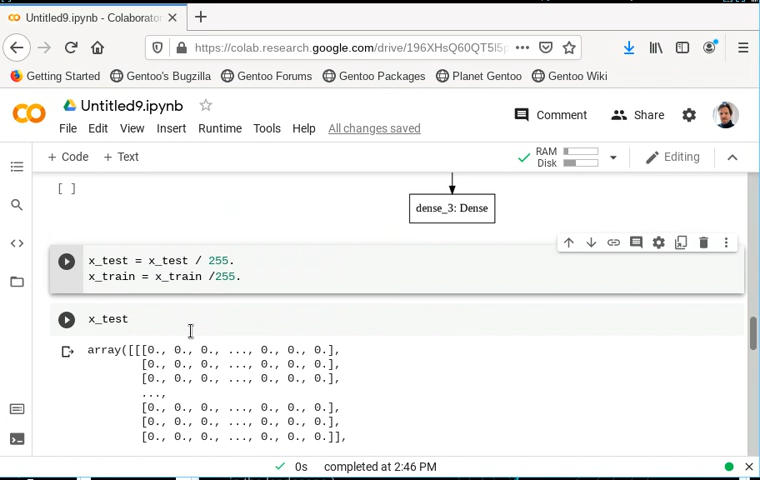 Untitled9.ipynb - Colaborator
https://colab.research.google.com/drive/196XHsQ60QT5l5p
Getting Started Gentoo's Bugzilla Gentoo Forums Gentoo Packages Planet Gentoo Gentoo Wiki
Untitled9.ipynb
Comment Share
File Edit View Insert Runtime Tools Help All changes saved
+ Code + Text RAM Disk Editing
[ ]
dense_3: Dense
x_test = x_test / 255.
x_train = x_train /255.
x_test
array([[[0., 0., 0., ..., 0., 0., 0.],
[0., 0., 0., ..., 0., 0., 0.],
[0., 0., 0., ..., 0., 0., 0.],
...,
[0., 0., 0., ..., 0., 0., 0.],
[0., 0., 0., ..., 0., 0., 0.],
[0., 0., 0., ..., 0., 0., 0.]],
0s completed at 2:46 PM